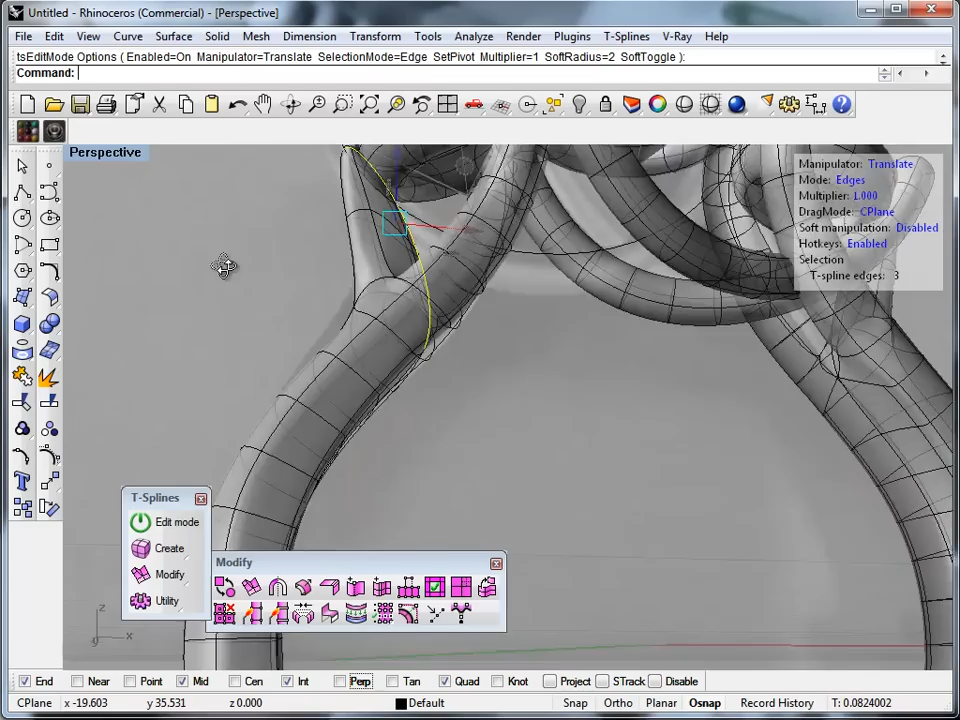 Untitled - Rhinoceros (Commercial) - [Perspective]
File Edit View Curve Surface Solid Mesh Dimension Transform Tools Analyze Render Plugins T-Splines V-Ray Help
tsEditMode Options ( Enabled=On Manipulator=Translate SelectionMode=Edge SetPivot Multiplier=1 SoftRadius=2 SoftToggle ):
Command:
Perspective
Manipulator: Translate
Mode: Edges
Multiplier: 1.000
DragMode: CPlane
Soft manipulation: Disabled
Hotkeys: Enabled
Selection
T-spline edges: 3
T-Splines
Edit mode
Create
Modify
Utility
Modify
z
y x
End Near Point Mid Cen Int Perp Tan Quad Knot Project STrack Disable
CPlane x -19.603 y 35.531 z 0.000 Default Snap Ortho Planar Osnap Record History T: 0.0824002